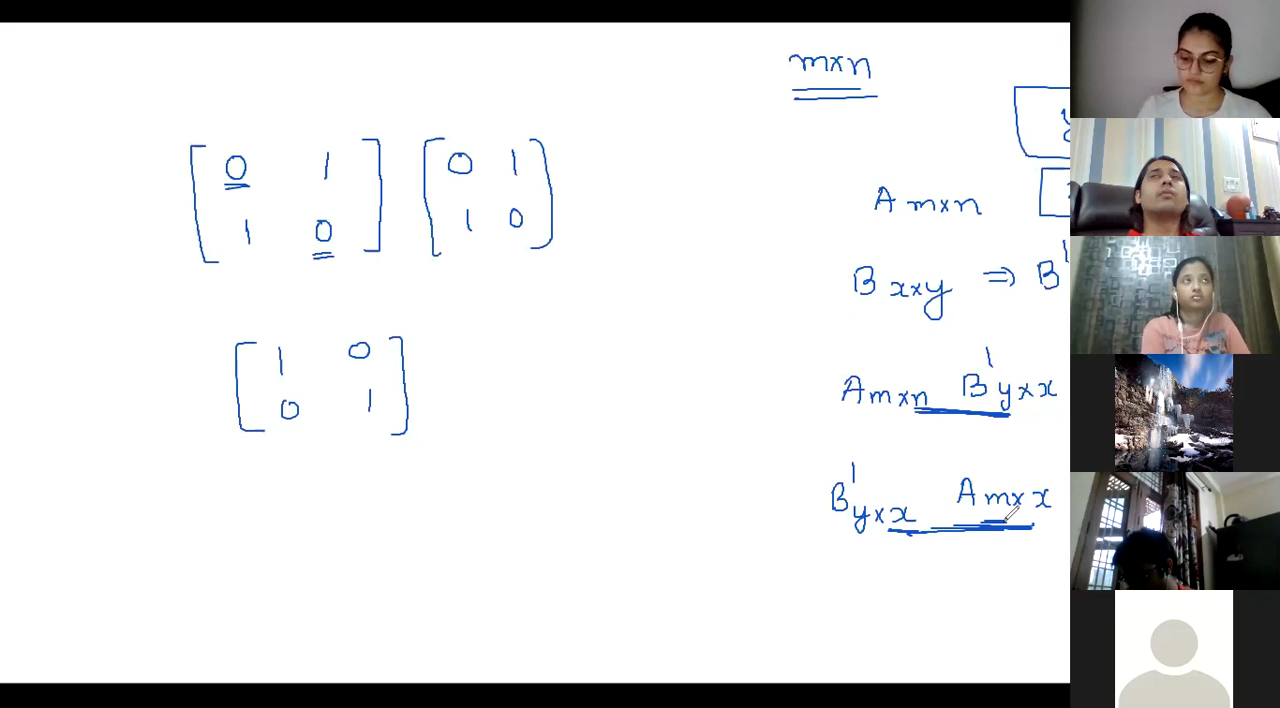 m×n
[ 0 1 ] [ 0 1 ]
[ 1 0 ] [ 1 0 ]
A m×n
B x×y ⇒ B'
[ 1 0 ]
[ 0 1 ]
A m×n B' y×x
B' y×x A m×x